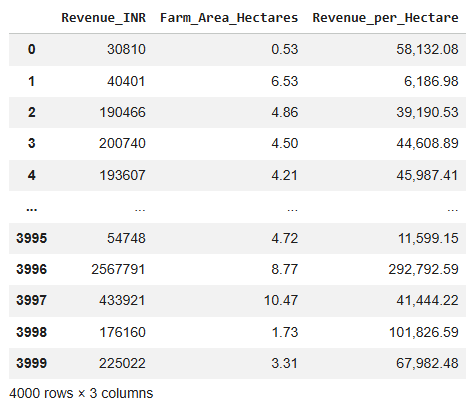 Revenue_INR Farm_Area_Hectares Revenue_per_Hectare
0 30810 0.53 58,132.08
1 40401 6.53 6,186.98
2 190466 4.86 39,190.53
3 200740 4.50 44,608.89
4 193607 4.21 45,987.41
... ... ... ...
3995 54748 4.72 11,599.15
3996 2567791 8.77 292,792.59
3997 433921 10.47 41,444.22
3998 176160 1.73 101,826.59
3999 225022 3.31 67,982.48
4000 rows × 3 columns